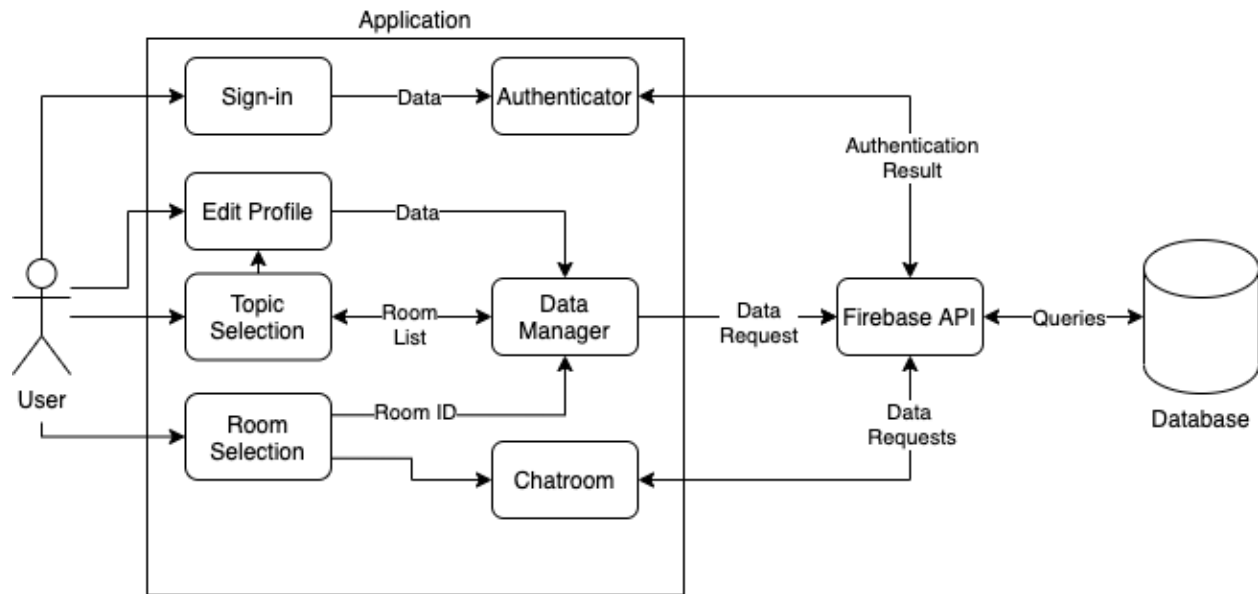 Application
Sign-in
Data
Authenticator
Authentication
Result
Edit Profile
Data
Topic
Selection
Room
List
Data
Manager
Data
Request
Firebase API
Queries
User
Room ID
Room
Selection
Chatroom
Data
Requests
Database